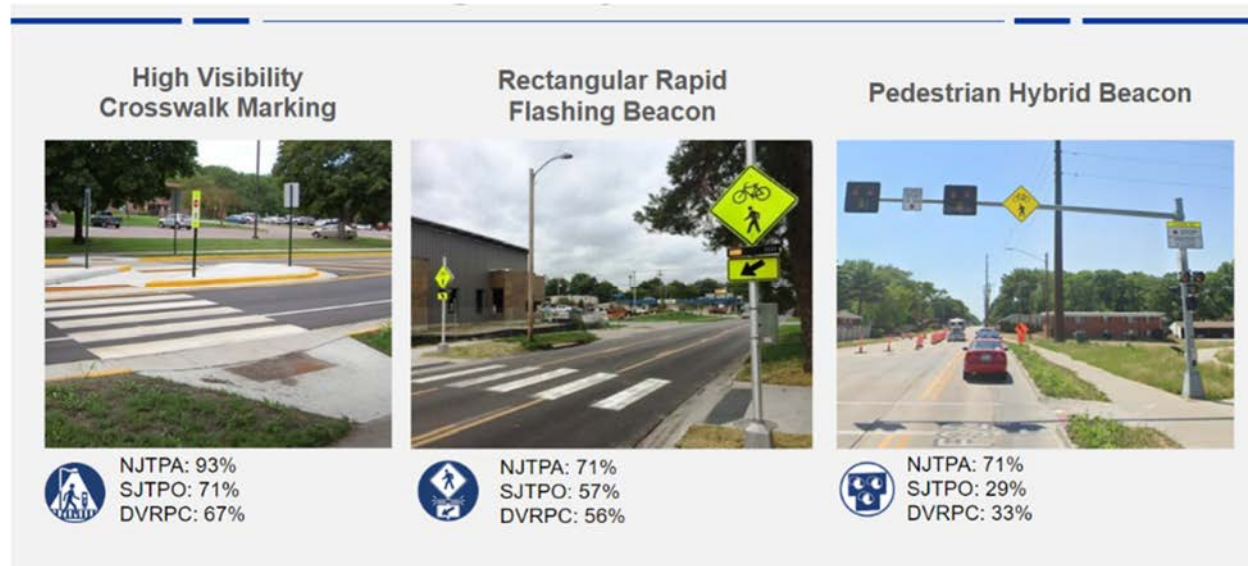 High Visibility
Crosswalk Marking
Rectangular Rapid
Flashing Beacon
Pedestrian Hybrid Beacon
NJTPA: 93%
SJTPO: 71%
DVRPC: 67%
NJTPA: 71%
SJTPO: 57%
DVRPC: 56%
NJTPA: 71%
SJTPO: 29%
DVRPC: 33%